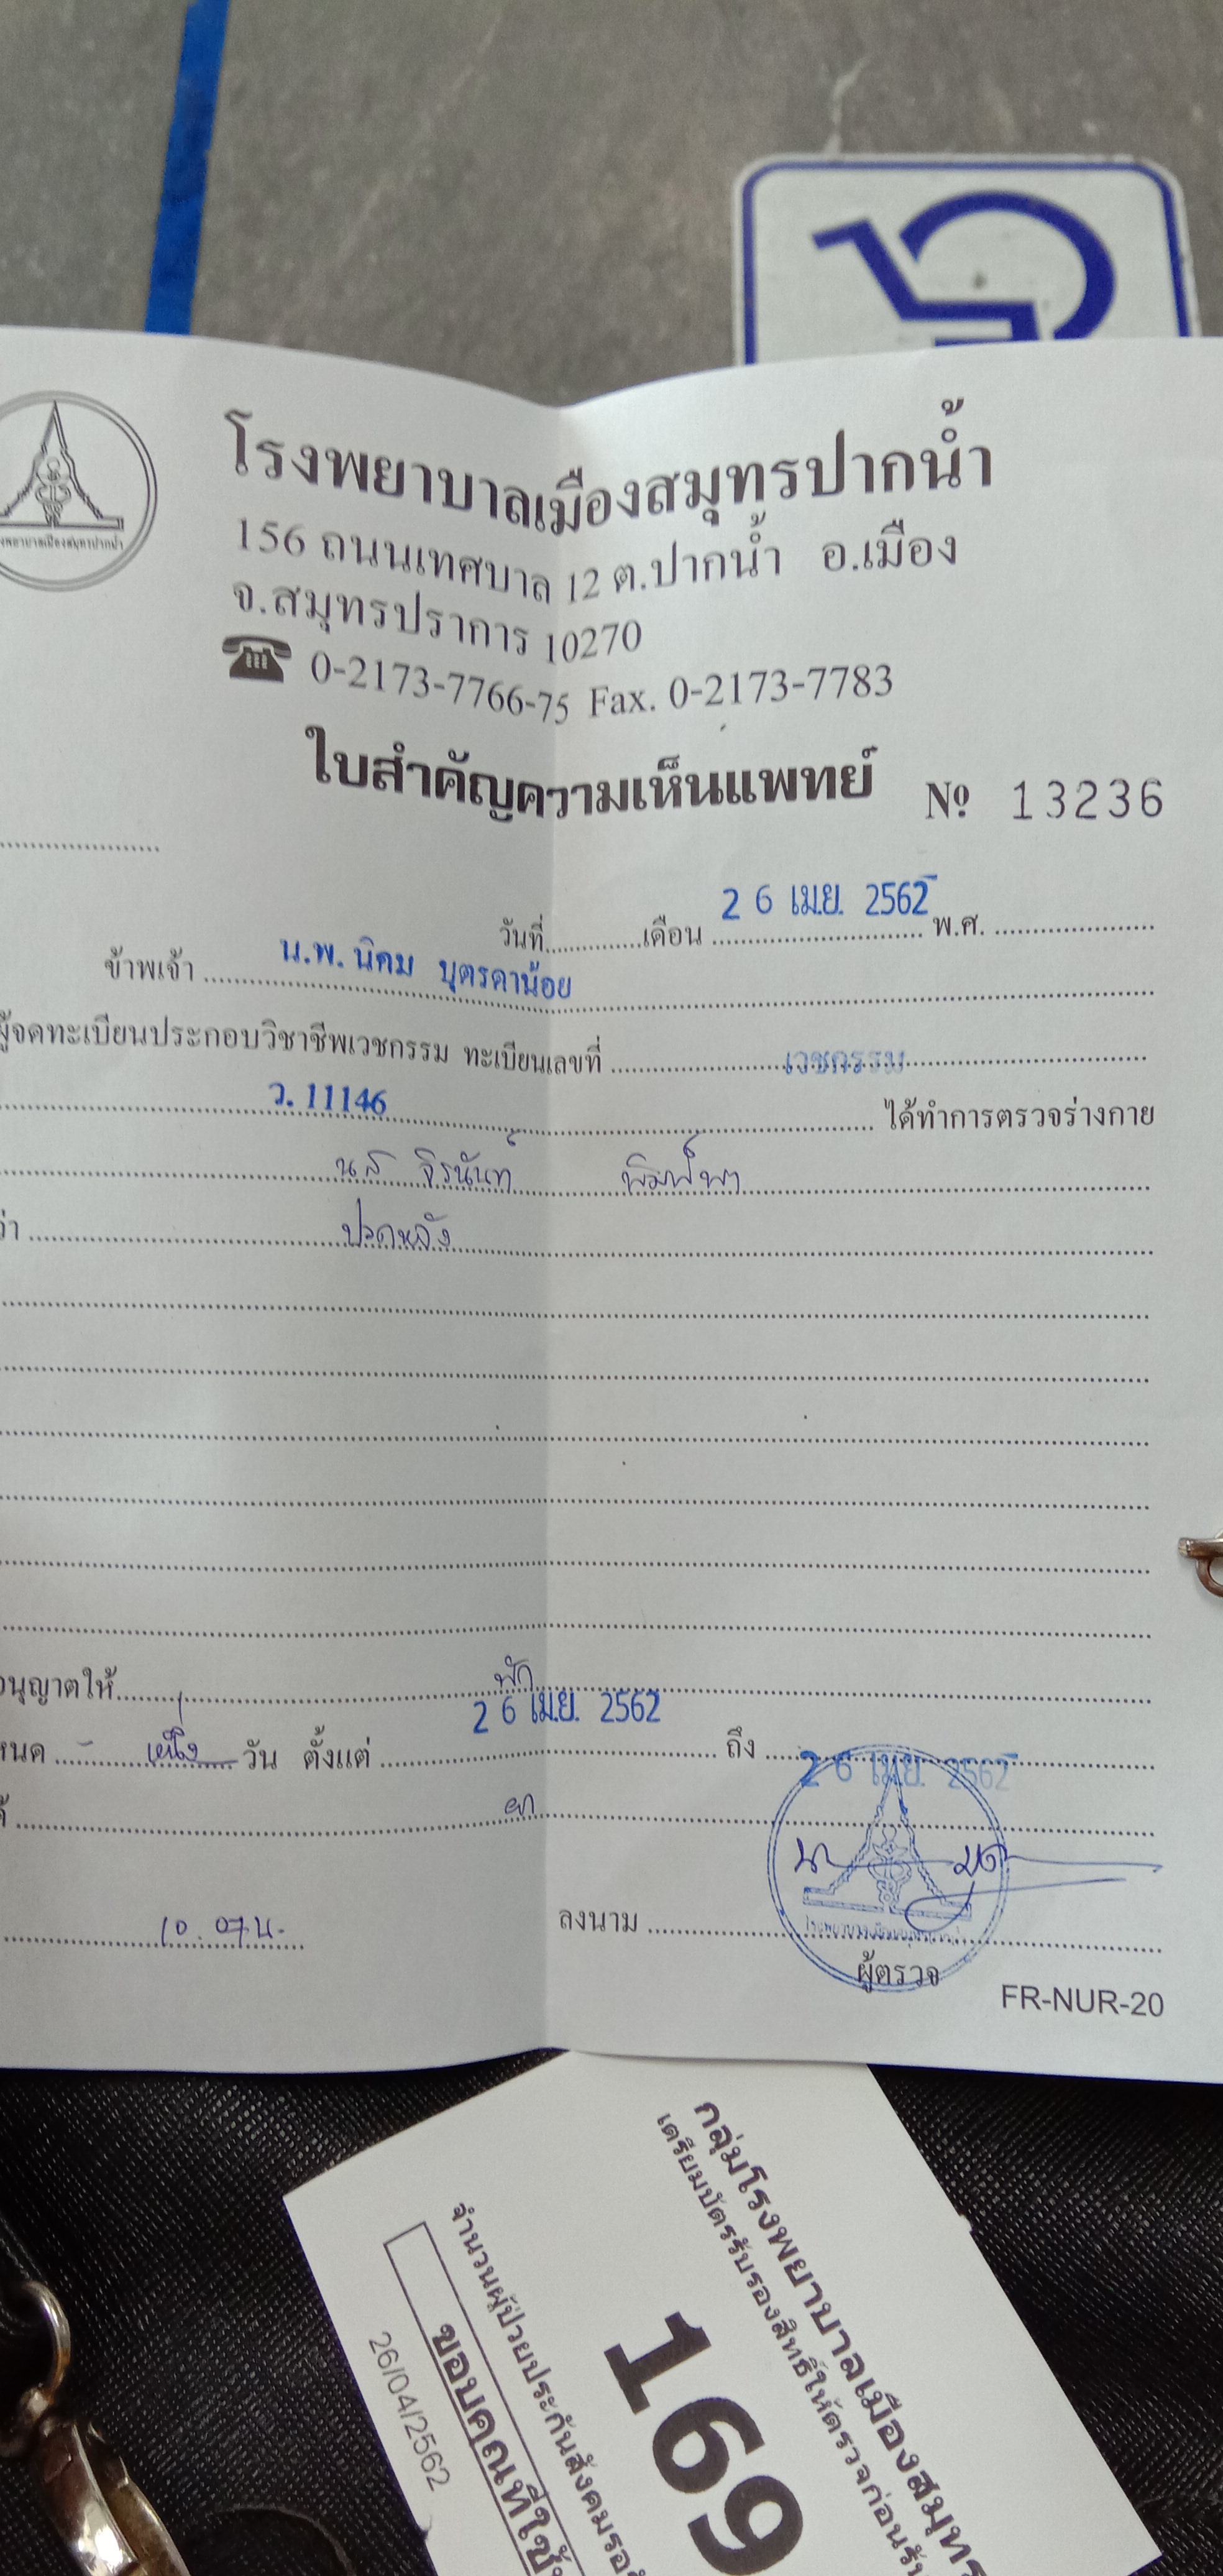 โรงพยาบาลเมืองสมุทรปากน้ำ
156 ถนนเทศบาล 12 ต.ปากน้ำ อ.เมือง
จ.สมุทรปราการ 10270
0-2173-7766-75 Fax. 0-2173-7783
ใบสำคัญความเห็นแพทย์ Nº 13236
วันที่ เดือน 26 เม.ย. 2562 พ.ศ.
ข้าพเจ้า น.พ. นิคม บุตรดาน้อย
ผู้จดทะเบียนประกอบวิชาชีพเวชกรรม ทะเบียนเลขที่ เวชกรรม
ว. 11146 ได้ทำการตรวจร่างกาย
น.ส จิรนันท์ พิมพ์พา
ว่า ปวดหลัง
อนุญาตให้ พัก
หนด - หนึ่ง วัน ตั้งแต่ 26 เม.ย. 2562 ถึง 26 เม.ย. 2562
ยา
10.07 น. ลงนาม
ผู้ตรวจ
FR-NUR-20
กลุ่มโรงพยาบาลเมืองสมุทร
เตรียมบัตรรับรองสิทธิ์ให้ตรวจก่อนรับ
169
จำนวนผู้ป่วยประกันสังคมรอ
ขอบคุณที่ใช้
26/04/2562